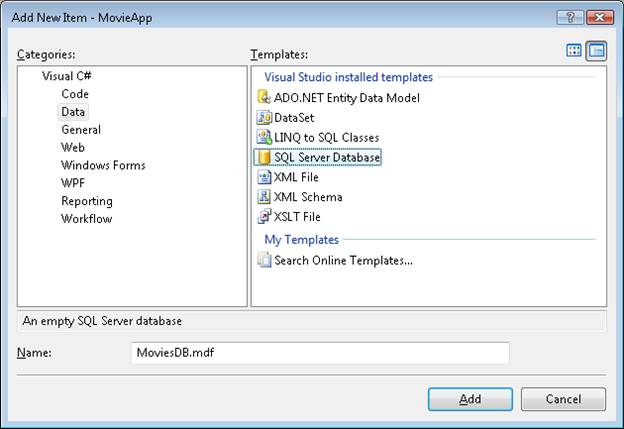 Add New Item - MovieApp
Categories:
Templates:
Visual C#
Code
Data
General
Web
Windows Forms
WPF
Reporting
Workflow
Visual Studio installed templates
ADO.NET Entity Data Model
DataSet
LINQ to SQL Classes
SQL Server Database
XML File
XML Schema
XSLT File
My Templates
Search Online Templates...
An empty SQL Server database
Name:
MoviesDB.mdf
Add
Cancel